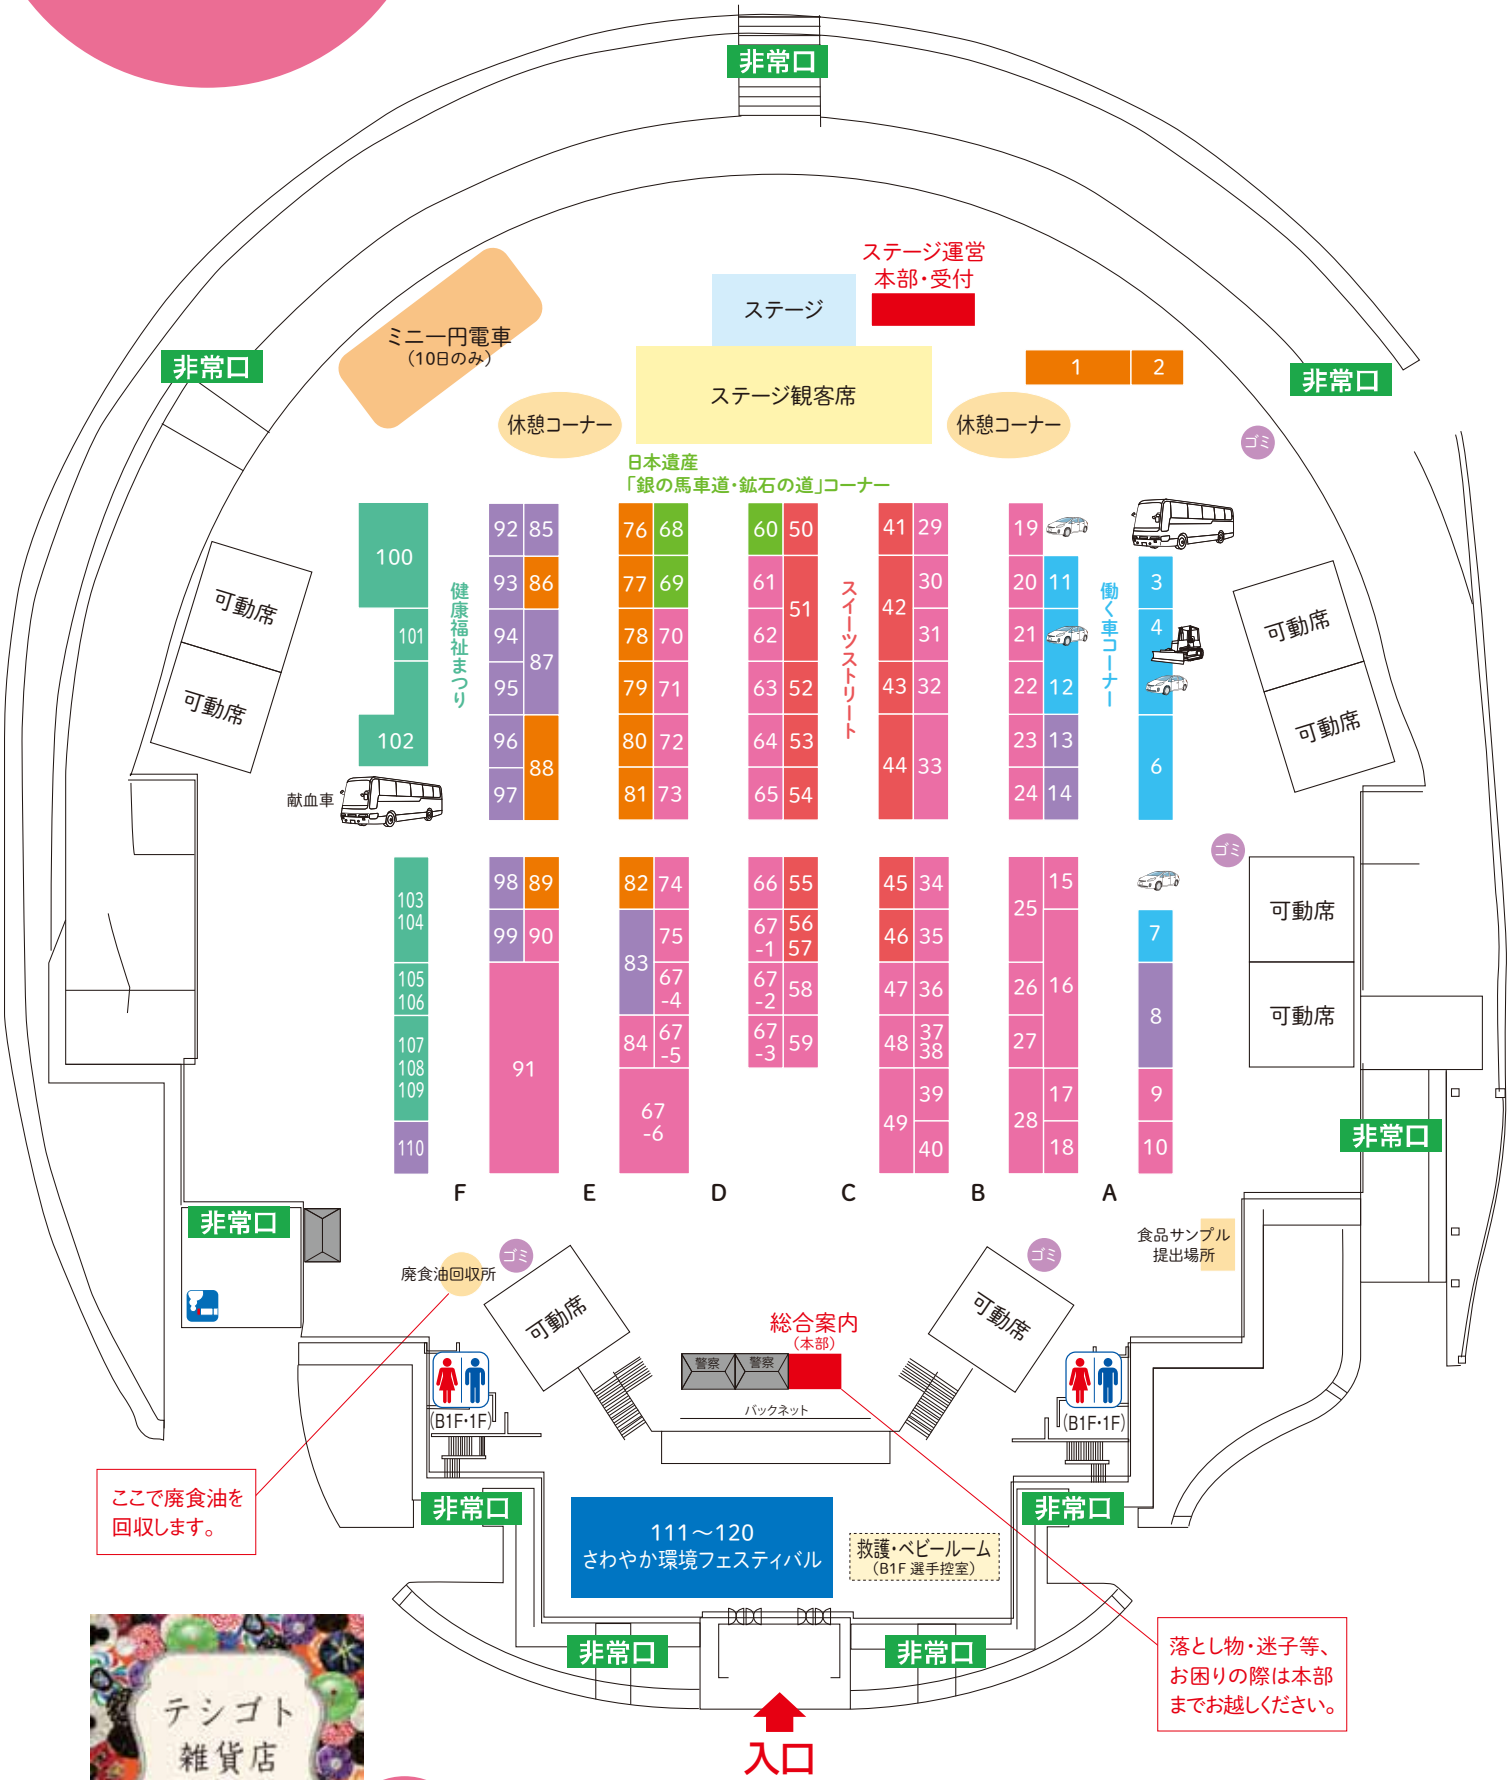 非常口
ステージ運営
本部・受付
ステージ
ミニ一円電車
(10日のみ)
非常口
1
2
非常口
ステージ観客席
休憩コーナー
休憩コーナー
ゴミ
日本遺産
「銀の馬車道・鉱石の道」コーナー
可動席
可動席
100
101
102
健康福祉まつり
献血車
92
93
94
95
96
97
85
86
87
88
76
77
78
79
80
81
68
69
70
71
72
73
60
61
62
63
64
65
50
51
52
53
54
スイーツストリート
41
42
43
44
29
30
31
32
33
19
20
21
22
23
24
11
12
13
14
働く車コーナー
3
4
6
可動席
可動席
ゴミ
103
104
105
106
107
108
109
110
98
99
89
90
91
82
83
84
74
75
67
-4
67
-5
67
-6
66
67
-1
67
-2
67
-3
55
56
57
58
59
45
46
47
48
49
34
35
36
37
38
39
40
25
26
27
28
15
16
17
18
7
8
9
10
可動席
可動席
非常口
F
E
D
C
B
A
非常口
廃食油回収所
ゴミ
可動席
ゴミ
可動席
食品サンプル
提出場所
総合案内
(本部)
警察
警察
バックネット
(B1F・1F)
(B1F・1F)
ここで廃食油を
回収します。
非常口
非常口
111〜120
さわやか環境フェスティバル
救護・ベビールーム
(B1F 選手控室)
非常口
非常口
落とし物・迷子等、
お困りの際は本部
までお越しください。
入口
テシゴト
雑貨店